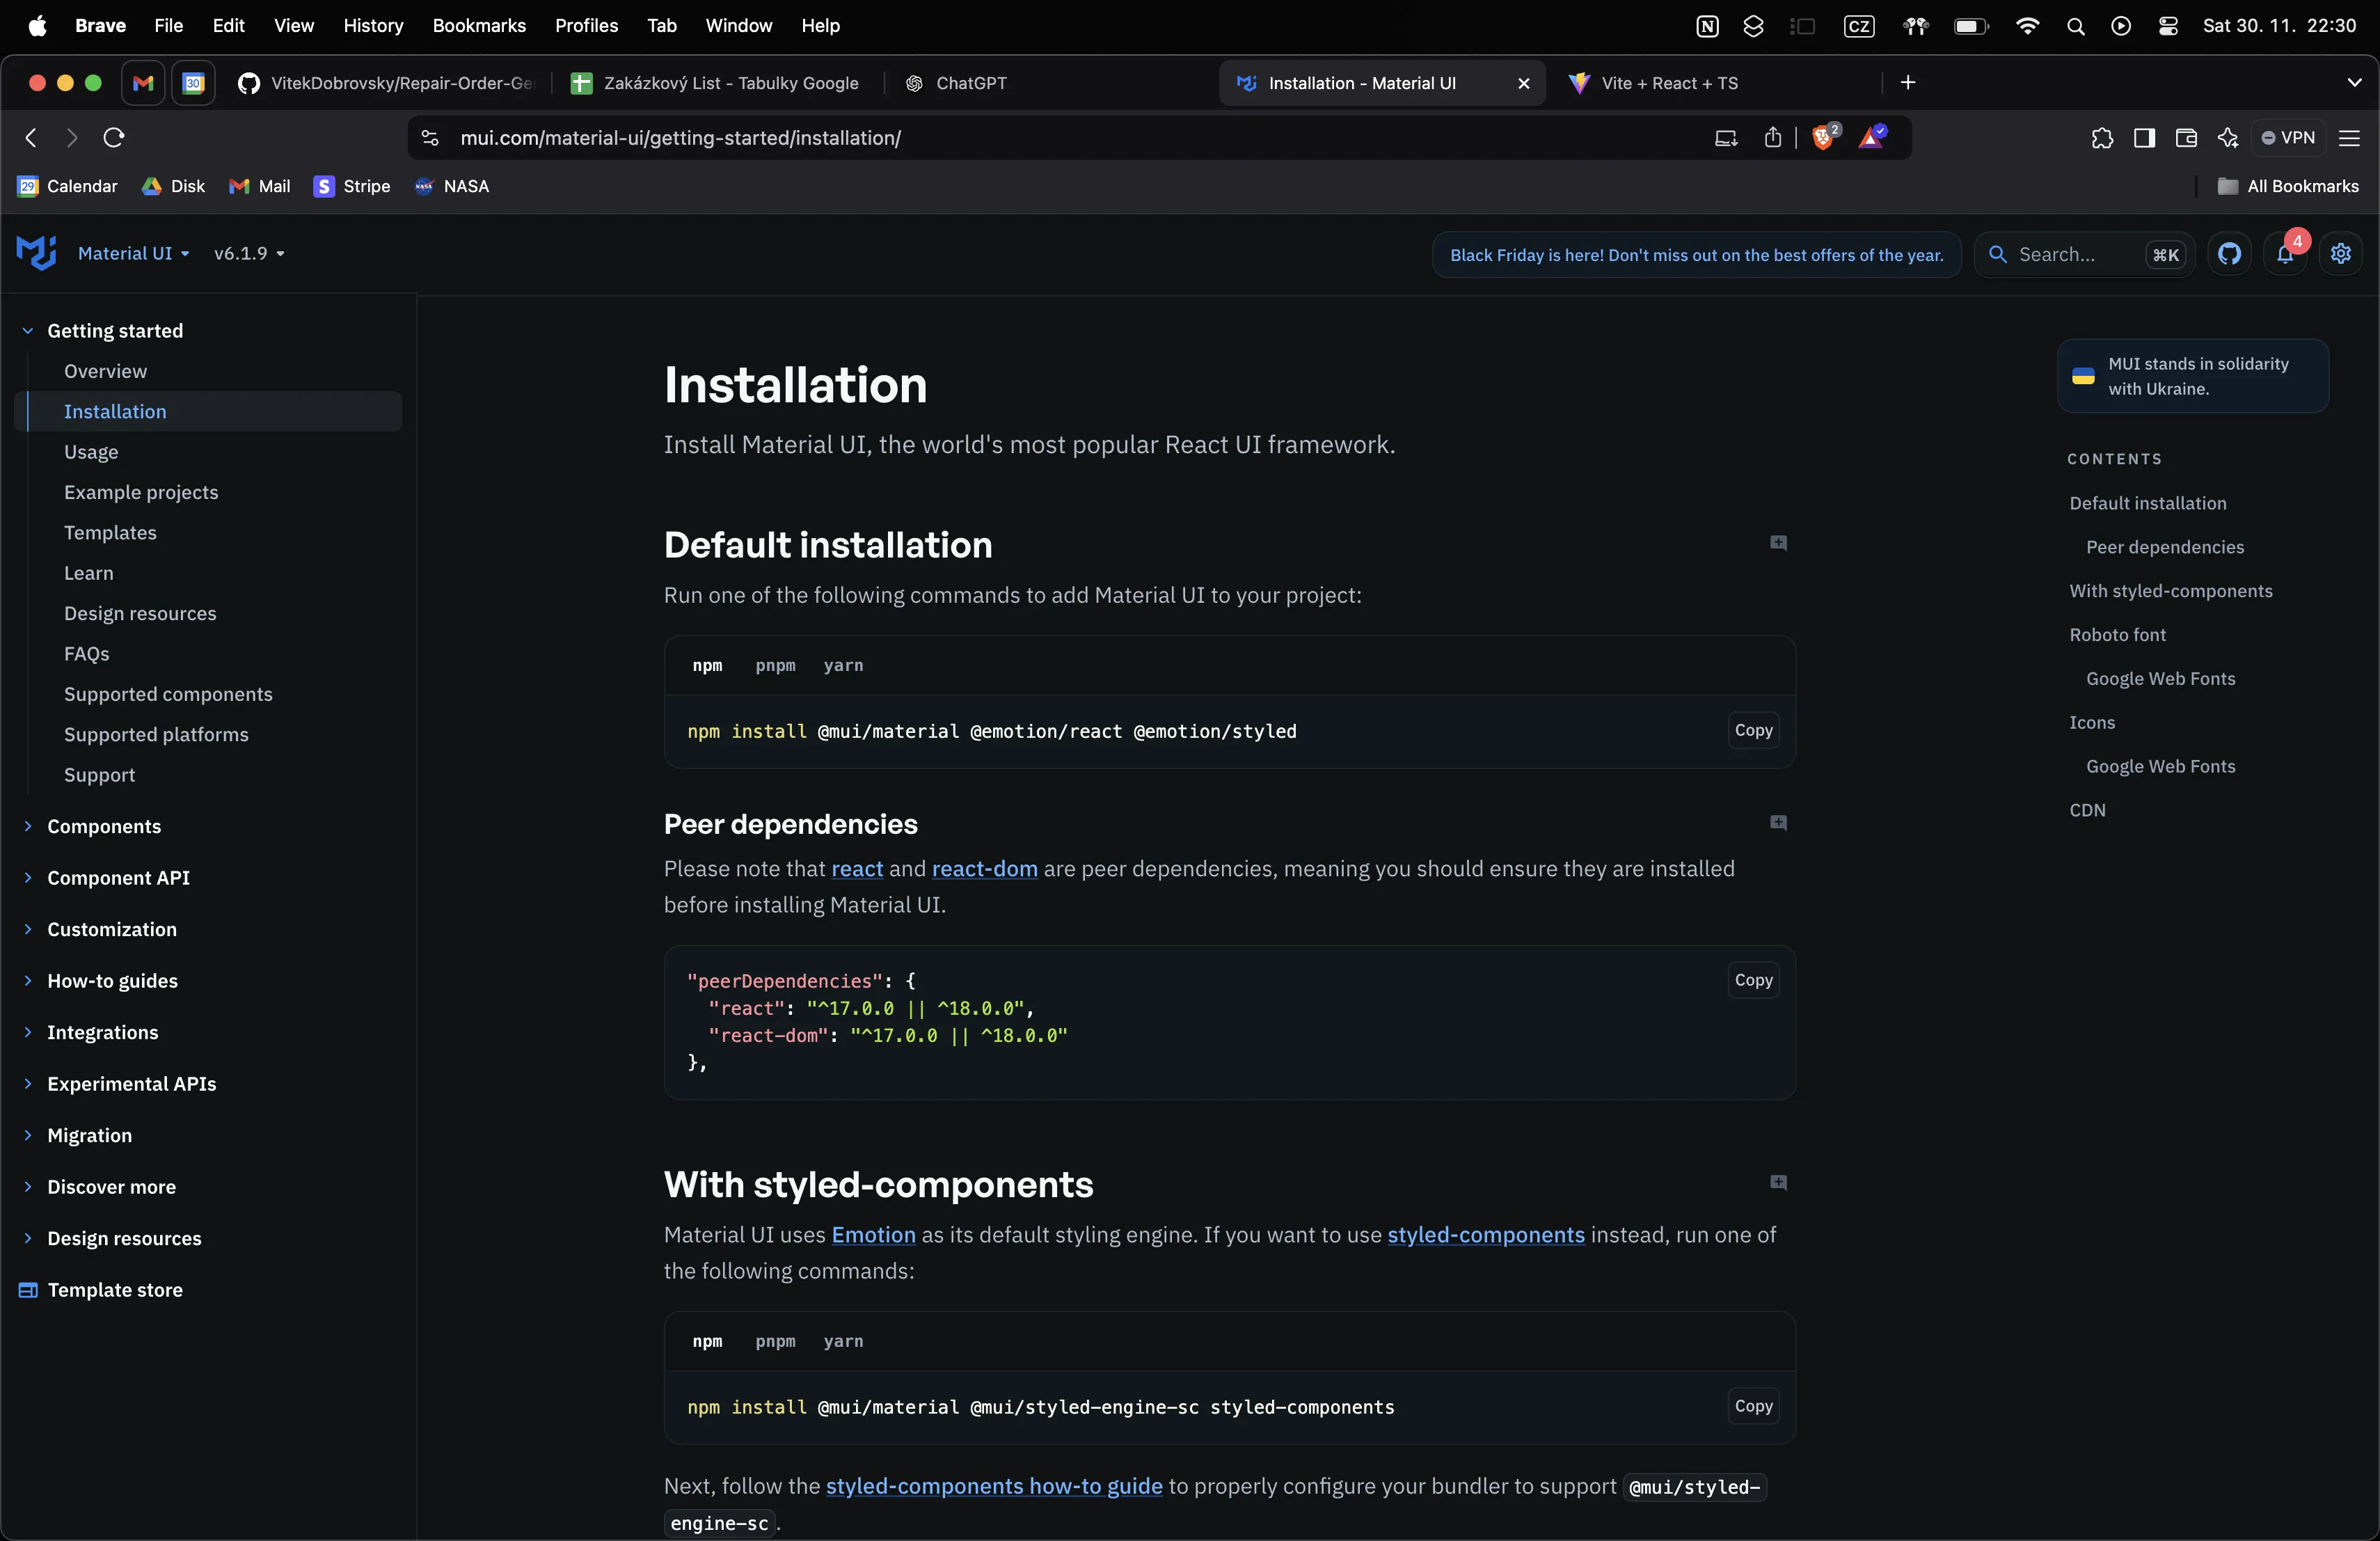 Brave File Edit View History Bookmarks Profiles Tab Window Help
CZ
Sat 30. 11. 22:30
30
VitekDobrovsky/Repair-Order-Ge
Zakázkový List - Tabulky Google
ChatGPT
Installation - Material UI
Vite + React + TS
mui.com/material-ui/getting-started/installation/
2
VPN
29 Calendar
Disk
Mail
S Stripe
NASA NASA
All Bookmarks
Material UI
v6.1.9
Black Friday is here! Don't miss out on the best offers of the year.
Search...
⌘K
4
Getting started
Overview
Installation
Usage
Example projects
Templates
Learn
Design resources
FAQs
Supported components
Supported platforms
Support
Components
Component API
Customization
How-to guides
Integrations
Experimental APIs
Migration
Discover more
Design resources
Template store
Installation
Install Material UI, the world's most popular React UI framework.
Default installation
Run one of the following commands to add Material UI to your project:
npm pnpm yarn
npm install @mui/material @emotion/react @emotion/styled
Copy
Peer dependencies
Please note that react and react-dom are peer dependencies, meaning you should ensure they are installed
before installing Material UI.
"peerDependencies": {
"react": "^17.0.0 || ^18.0.0",
"react-dom": "^17.0.0 || ^18.0.0"
},
Copy
With styled-components
Material UI uses Emotion as its default styling engine. If you want to use styled-components instead, run one of
the following commands:
npm pnpm yarn
npm install @mui/material @mui/styled-engine-sc styled-components
Copy
Next, follow the styled-components how-to guide to properly configure your bundler to support @mui/styled-
engine-sc.
MUI stands in solidarity
with Ukraine.
CONTENTS
Default installation
Peer dependencies
With styled-components
Roboto font
Google Web Fonts
Icons
Google Web Fonts
CDN